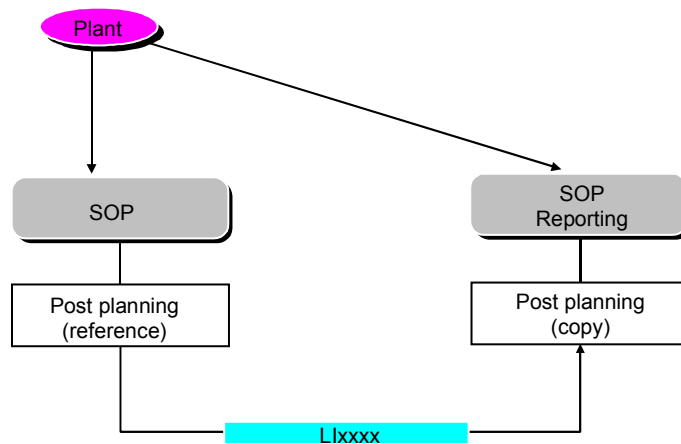 Plant
SOP
SOP
Reporting
Post planning
(reference)
Post planning
(copy)
LIxxxx